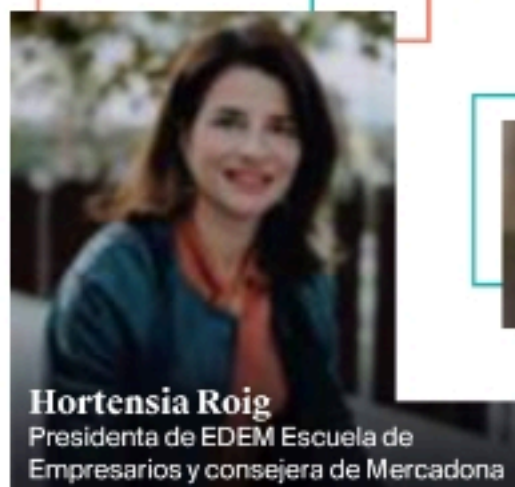 Hortensia Roig
Presidenta de EDEM Escuela de
Empresarios y consejera de Mercadona